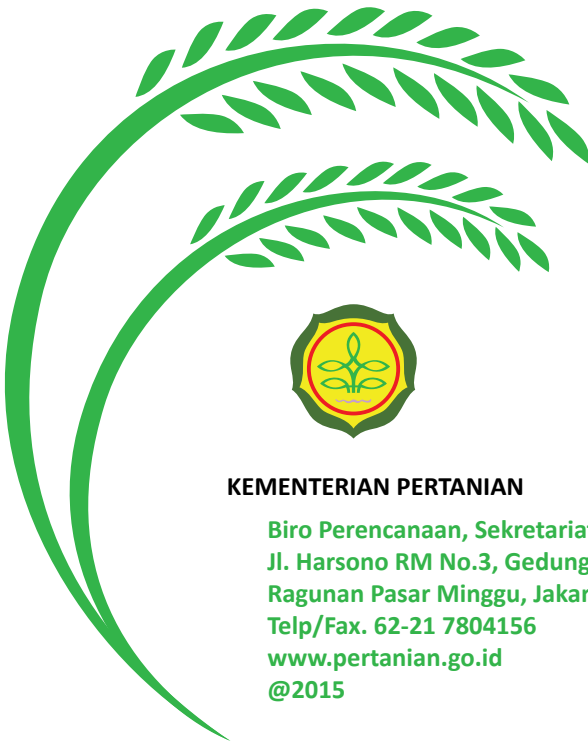 KEMENTERIAN PERTANIAN
Biro Perencanaan,
Jl. Harsono RM No.3, Gedung
Ragunan Pasar Minggu,
Telp/Fax. 62-21 7804156
www.pertanian.go.id
@2015